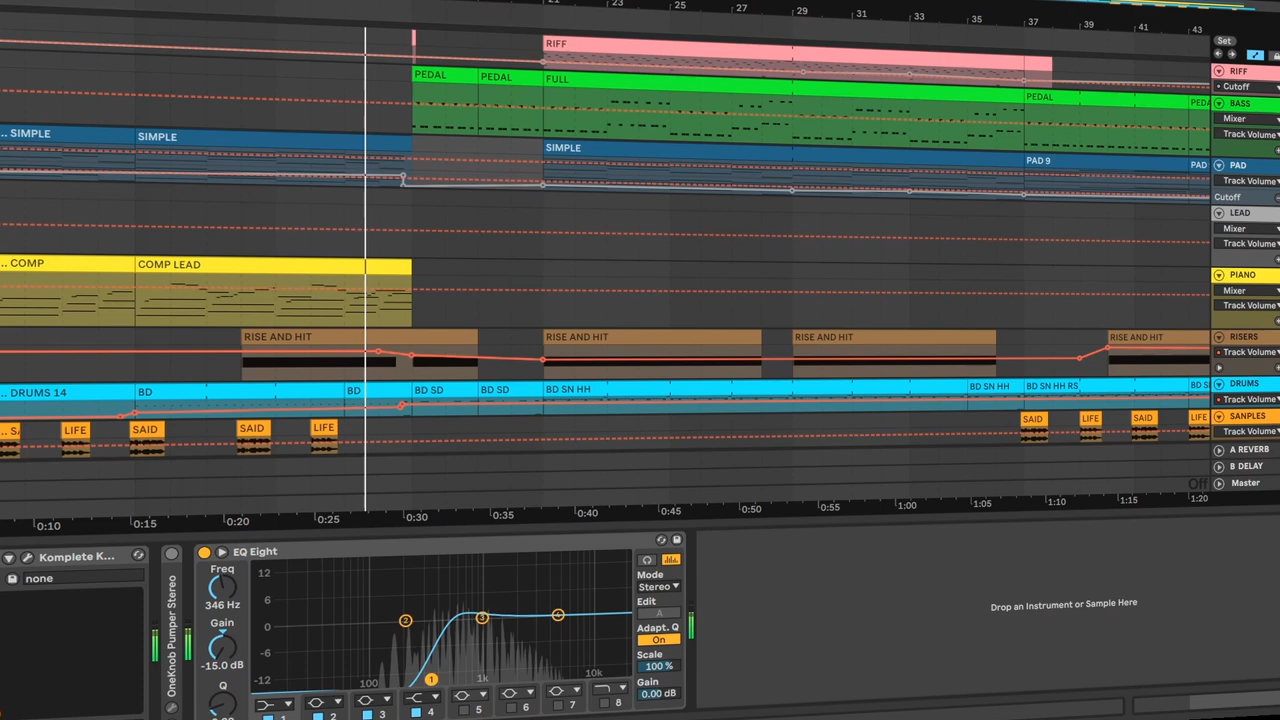 21 23 25 27 29 31 33 35 37 39 41 43
Set
RIFF
RIFF
Cutoff
PEDAL PEDAL FULL PEDAL
BASS
Mixer
Track Volume
.. SIMPLE SIMPLE SIMPLE PAD 9 PAD
PAD
Track Volume
Cutoff
LEAD
Mixer
Track Volume
.. COMP COMP LEAD
PIANO
Mixer
Track Volume
RISE AND HIT RISE AND HIT RISE AND HIT RISE AND HIT
RISERS
Track Volume
.. DRUMS 14 BD BD BD SD BD SD BD SN HH BD SN HH BD SN HH RS BD S
DRUMS
Track Volume
.. SA LIFE SAID SAID LIFE SAID LIFE SAID LIFE
SANPLES
Track Volume
A REVERB
B DELAY
Off
Master
0:10 0:15 0:20 0:25 0:30 0:35 0:40 0:45 0:50 0:55 1:00 1:05 1:10 1:15 1:20
Komplete K...
none
OneKnob Pumper Stereo
EQ Eight
Freq
346 Hz
Gain
-15.0 dB
Q
12
6
0
-6
-12
100 1k 10k
1 2 3 4
1 2 3 4 5 6 7 8
Mode
Stereo
Edit
A
Adapt. Q
On
Scale
100 %
Gain
0.00 dB
Drop an Instrument or Sample Here